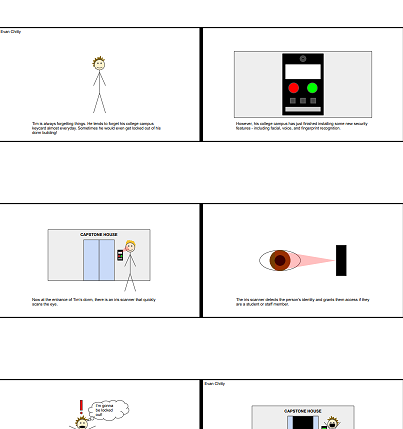 Evan Chilly
Tim is always forgetting things. He tends to forget his college campus
keycard almost everyday. Sometimes he would even get locked out of his
dorm building!
However, his college campus has just finished installing some new security
features - including facial, voice, and fingerprint recognition.
CAPSTONE HOUSE
Now at the entrance of Tim's dorm, there is an iris scanner that quickly
scans the eye.
The iris scanner detects the person's identity and grants them access if they
are a student or staff member.
I'm gonna
be locked
out!
Evan Chilly
CAPSTONE HOUSE